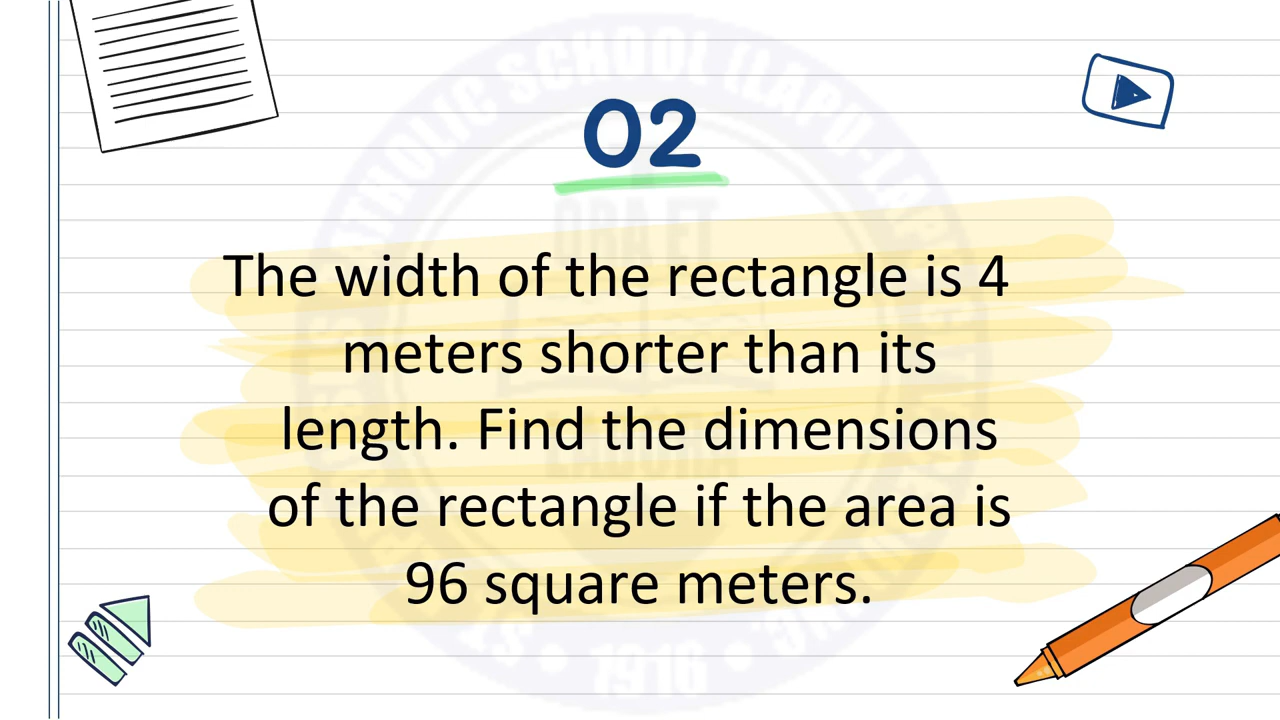 02
The width of the rectangle is 4
meters shorter than its
length. Find the dimensions
of the rectangle if the area is
96 square meters.
1916